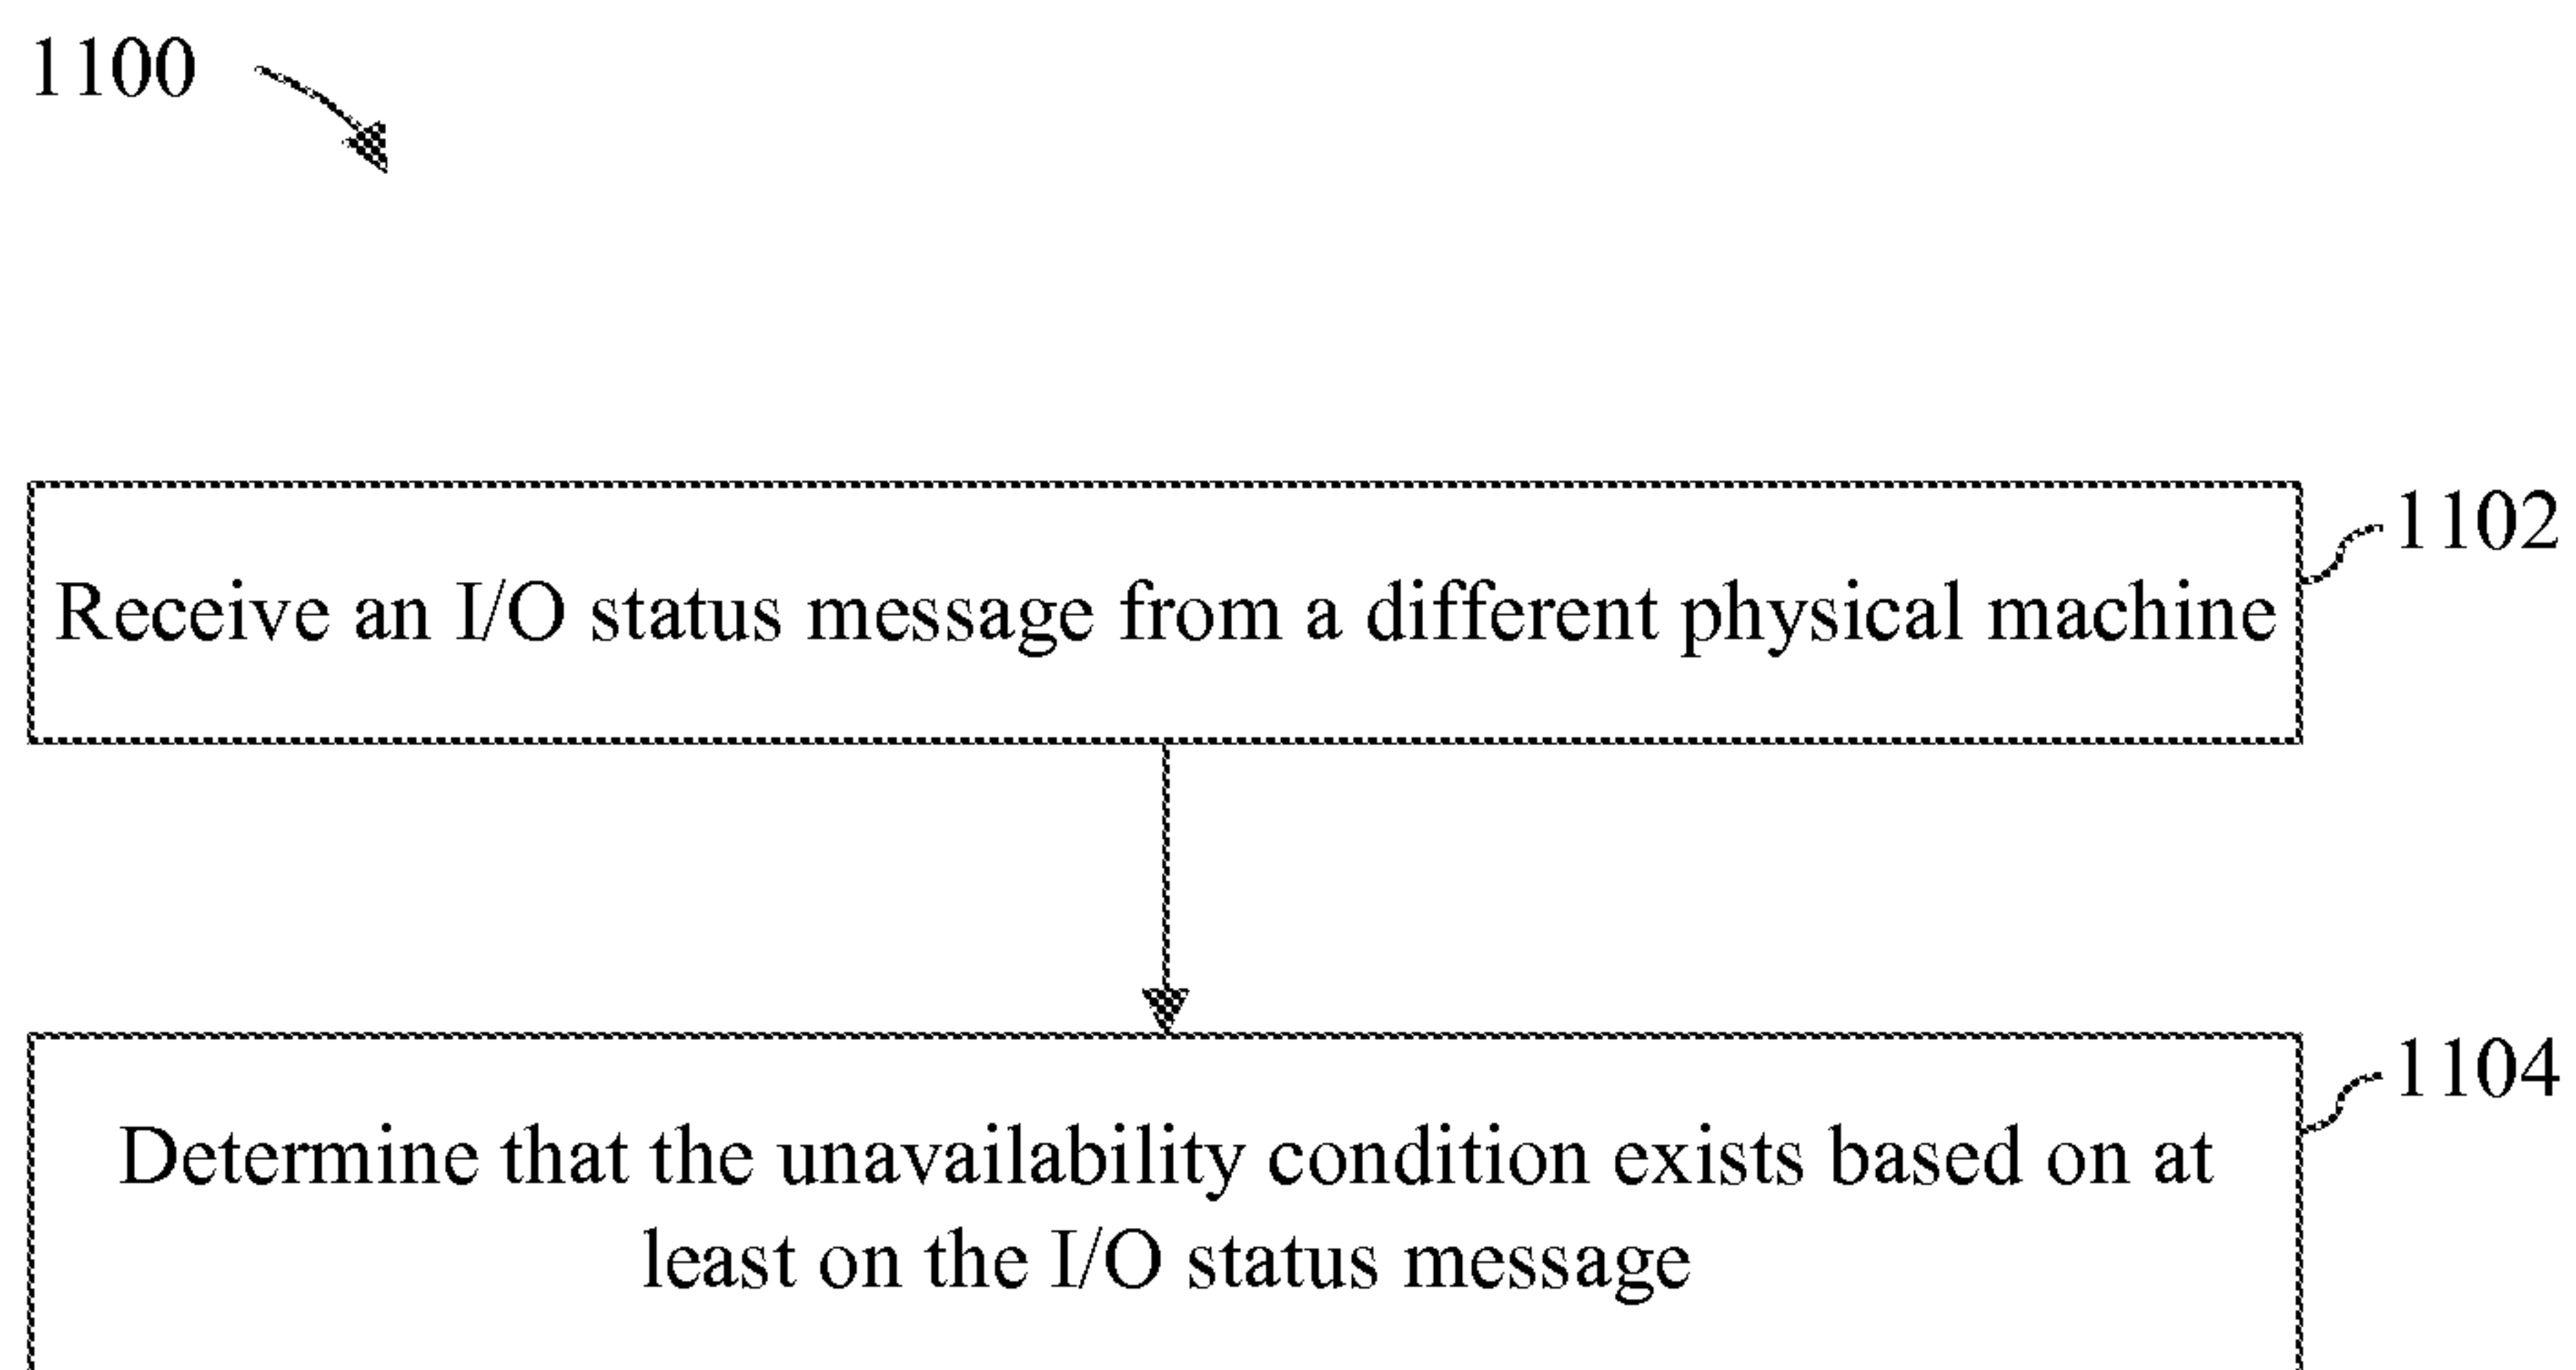 1100
1102
Receive an I/O status message from a different physical machine
1104
Determine that the unavailability condition exists based on at
least on the I/O status message